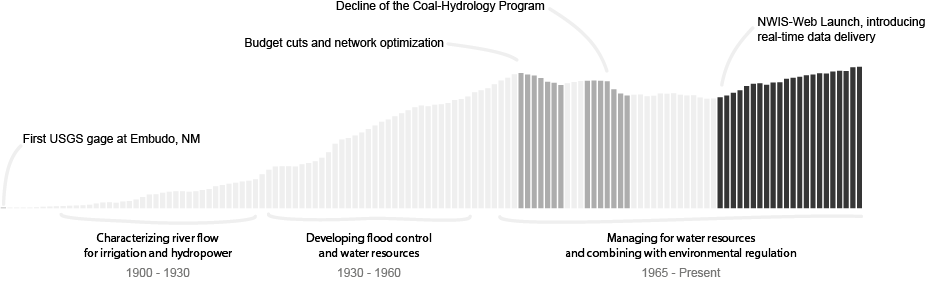 Decline of the Coal-Hydrology Program
Budget cuts and network optimization
NWIS-Web Launch, introducing
real-time data delivery
First USGS gage at Embudo, NM
Characterizing river flow
for irrigation and hydropower
1900 - 1930
Developing flood control
and water resources
1930 - 1960
Managing for water resources
and combining with environmental regulation
1965 - Present